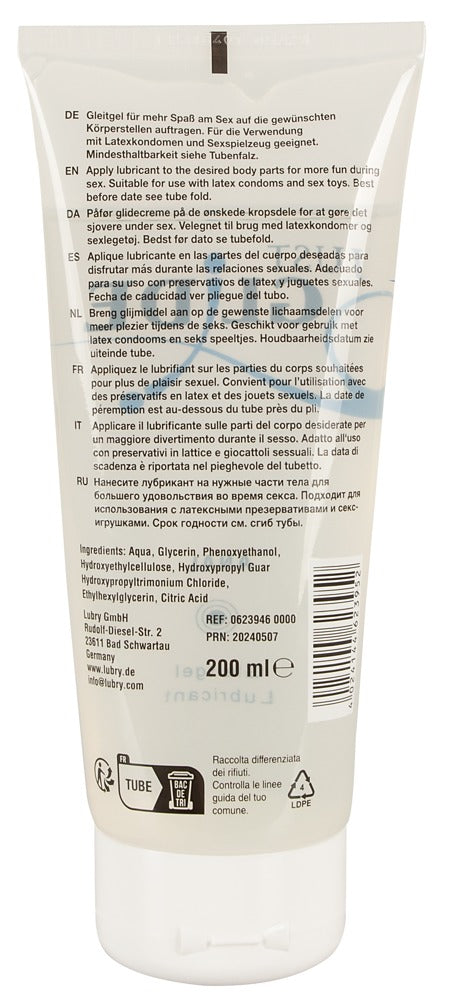 DE Gleitgel für mehr Spaß am Sex auf die gewünschten
Körperstellen auftragen. Für die Verwendung
mit Latexkondomen und Sexspielzeug geeignet.
Mindesthaltbarkeit siehe Tubenfalz.
EN Apply lubricant to the desired body parts for more fun during
sex. Suitable for use with latex condoms and sex toys. Best
before date see tube fold.
DA Påfør glidecreme på de ønskede kropsdele for at gøre det
sjovere under sex. Velegnet til brug med latexkondomer og
sexlegetøj. Bedst før dato se tubefold.
ES Aplique lubricante en las partes del cuerpo deseadas para
disfrutar más durante las relaciones sexuales. Adecuado
para su uso con preservativos de latex y juguetes sexuales.
Fecha de caducidad ver pliegue del tubo.
NL Breng glijmiddel aan op de gewenste lichaamsdelen voor
meer plezier tijdens de seks. Geschikt voor gebruik met
latex condooms en seks speeltjes. Houdbaarheidsdatum zie
uiteinde tube.
FR Appliquez le lubrifiant sur les parties du corps souhaitées
pour plus de plaisir sexuel. Convient pour l'utilisation avec
des préservatifs en latex et des jouets sexuels. La date de
péremption est au-dessous du tube près du pli.
IT Applicare il lubrificante sulle parti del corpo desiderate per
un maggiore divertimento durante il sesso. Adatto all'uso
con preservativi in lattice e giocattoli sessuali. La data di
scadenza è riportata nel pieghevole del tubetto.
RU Нанесите лубрикант на нужные части тела для
большего удовольствия во время секса. Подходит для
использования с латексными презервативами и секс-
игрушками. Срок годности см. сгиб тубы.
Ingredients: Aqua, Glycerin, Phenoxyethanol,
Hydroxyethylcellulose, Hydroxypropyl Guar
Hydroxypropyltrimonium Chloride,
Ethylhexylglycerin, Citric Acid
Lubry GmbH
Rudolf-Diesel-Str. 2
23611 Bad Schwartau
Germany
www.lubry.de
info@lubry.com
REF: 0623946 0000
PRN: 20240507
200 ml e
4 024144 623952
FR
TUBE
BAC
DE
TRI
Raccolta differenziata
dei rifiuti.
Controlla le linee
guida del tuo
comune.
4
LDPE
JUST
Glide
ANAL
gel
Lubricant